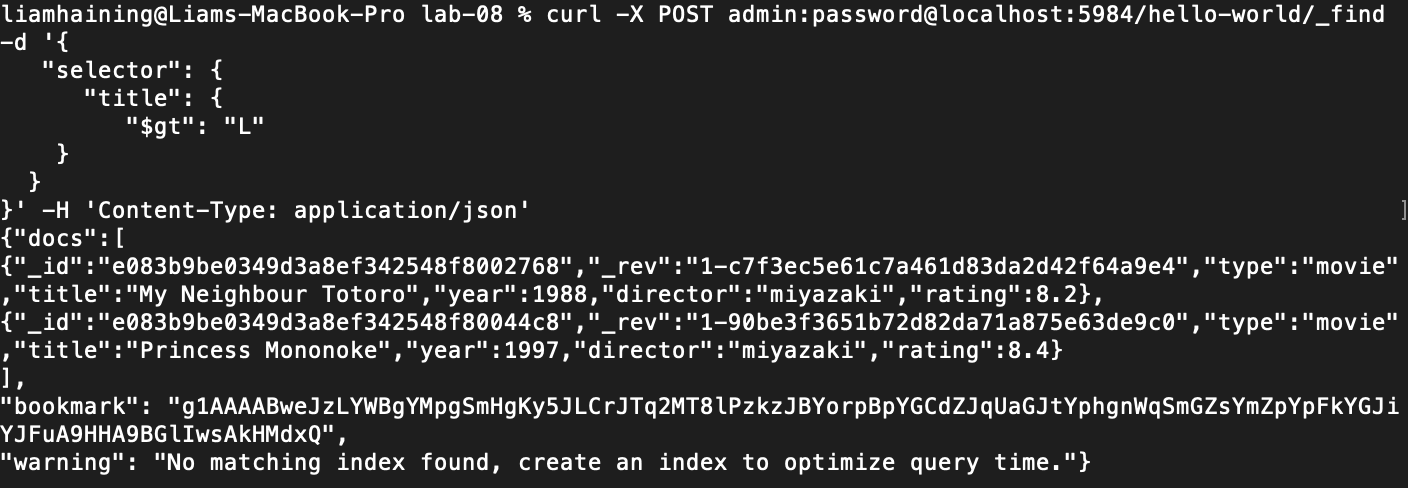 liamhaining@Liams-MacBook-Pro lab-08 % curl -X POST admin:password@localhost:5984/hello-world/_find
-d '{
   "selector": {
      "title": {
         "$gt": "L"
    }
  }
}' -H 'Content-Type: application/json'
{"docs":[
{"_id":"e083b9be0349d3a8ef342548f8002768","_rev":"1-c7f3ec5e61c7a461d83da2d42f64a9e4","type":"movie"
,"title":"My Neighbour Totoro","year":1988,"director":"miyazaki","rating":8.2},
{"_id":"e083b9be0349d3a8ef342548f80044c8","_rev":"1-90be3f3651b72d82da71a875e63de9c0","type":"movie"
,"title":"Princess Mononoke","year":1997,"director":"miyazaki","rating":8.4}
],
"bookmark": "g1AAAABweJzLYWBgYMpgSmHgKy5JLCrJTq2MT8lPzkzJBYorpBpYGCdZJqUaGJtYphgnWqSmGZsYmZpYpFkYGJi
YJFuA9HHA9BGlIwsAkHMdxQ",
"warning": "No matching index found, create an index to optimize query time."}